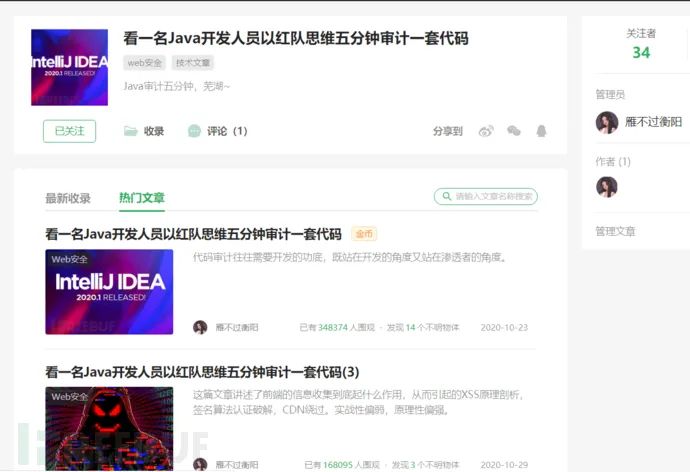 看一名Java开发人员以红队思维五分钟审计一套代码
web安全 技术文章
Java审计五分钟，芜湖~
IntelliJ IDEA
2020.1 RELEASED!
已关注 收录 评论（1） 分享到
关注者
34
管理员
雁不过衡阳
作者 (1)
管理文章
最新收录 热门文章 请输入文章名称搜索
看一名Java开发人员以红队思维五分钟审计一套代码 金币
Web安全
IntelliJ IDEA
2020.1 RELEASED!
代码审计往往需要开发的功底，既站在开发的角度又站在渗透者的角度。
雁不过衡阳 已有 348374 人围观 · 发现 14 个不明物体 2020-10-23
看一名Java开发人员以红队思维五分钟审计一套代码(3)
Web安全
这篇文章讲述了前端的信息收集到底起什么作用，从而引起的XSS原理剖析，
签名算法认证破解，CDN绕过。实战性偏弱，原理性偏强。
雁不过衡阳 已有 168095 人围观 · 发现 3 个不明物体 2020-10-29
FREEBUF